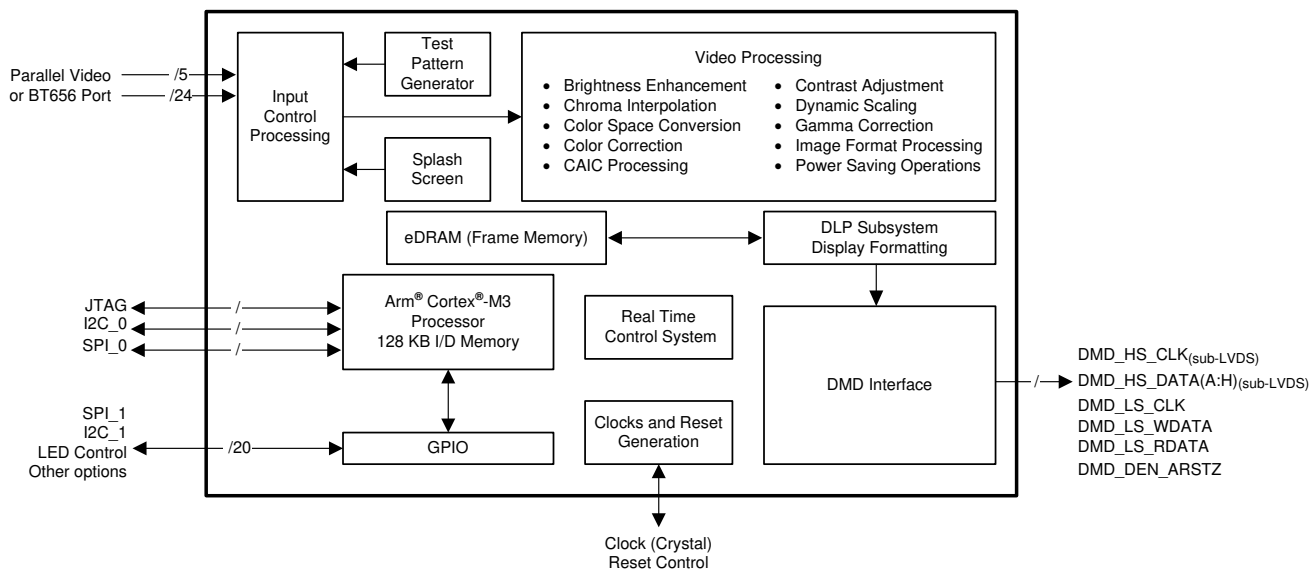 Parallel Video
or BT656 Port
/5
/24
Input
Control
Processing
Test
Pattern
Generator
Splash
Screen
Video Processing
• Brightness Enhancement
• Chroma Interpolation
• Color Space Conversion
• Color Correction
• CAIC Processing
• Contrast Adjustment
• Dynamic Scaling
• Gamma Correction
• Image Format Processing
• Power Saving Operations
eDRAM (Frame Memory)
DLP Subsystem
Display Formatting
JTAG
I2C_0
SPI_0
/
/
/
Arm® Cortex®-M3
Processor
128 KB I/D Memory
Real Time
Control System
DMD Interface
/
DMD_HS_CLK(sub-LVDS)
DMD_HS_DATA(A:H)(sub-LVDS)
DMD_LS_CLK
DMD_LS_WDATA
DMD_LS_RDATA
DMD_DEN_ARSTZ
SPI_1
I2C_1
LED Control
Other options
/20
GPIO
Clocks and Reset
Generation
Clock (Crystal)
Reset Control